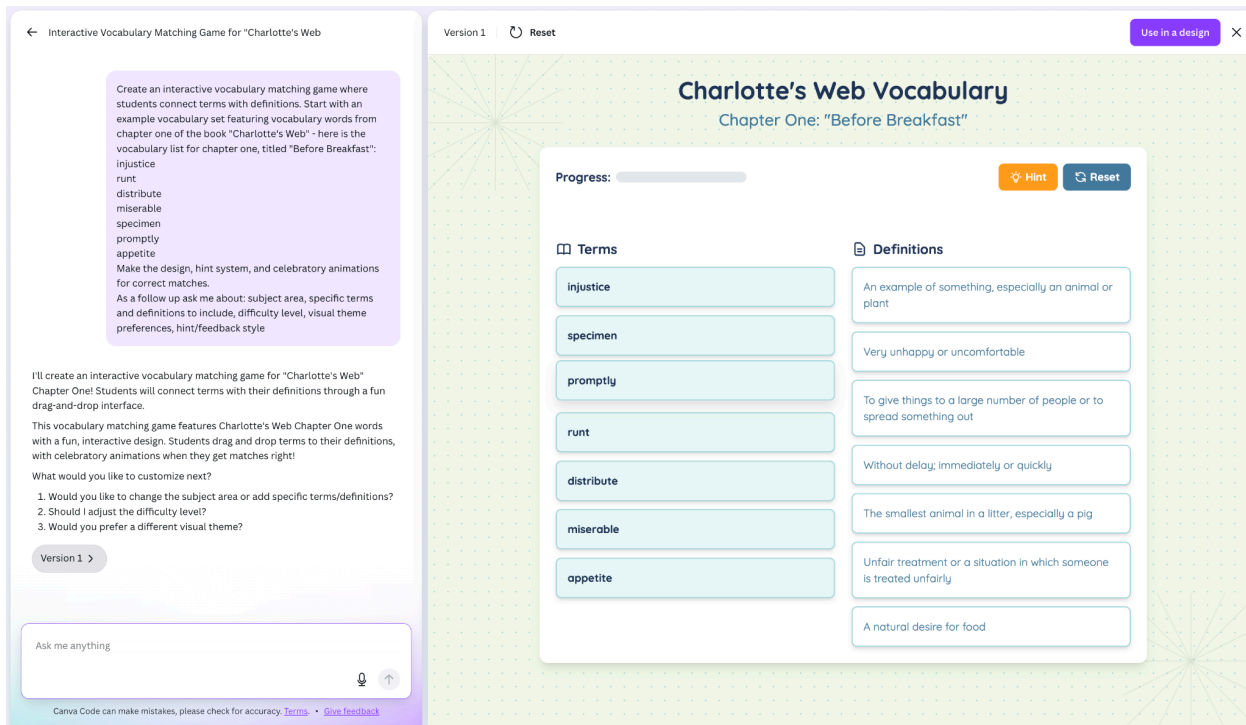 Interactive Vocabulary Matching Game for "Charlotte's Web
Create an interactive vocabulary matching game where
students connect terms with definitions. Start with an
example vocabulary set featuring vocabulary words from
chapter one of the book "Charlotte's Web" - here is the
vocabulary list for chapter one, titled "Before Breakfast":
injustice
runt
distribute
miserable
specimen
promptly
appetite
Make the design, hint system, and celebratory animations
for correct matches.
As a follow up ask me about: subject area, specific terms
and definitions to include, difficulty level, visual theme
preferences, hint/feedback style
I'll create an interactive vocabulary matching game for "Charlotte's Web"
Chapter One! Students will connect terms with their definitions through a fun
drag-and-drop interface.
This vocabulary matching game features Charlotte's Web Chapter One words
with a fun, interactive design. Students drag and drop terms to their definitions,
with celebratory animations when they get matches right!
What would you like to customize next?
1. Would you like to change the subject area or add specific terms/definitions?
2. Should I adjust the difficulty level?
3. Would you prefer a different visual theme?
Version 1
Ask me anything
Canva Code can make mistakes, please check for accuracy. Terms. • Give feedback
Version 1 Reset Use in a design
Charlotte's Web Vocabulary
Chapter One: "Before Breakfast"
Progress: Hint Reset
Terms
injustice
specimen
promptly
runt
distribute
miserable
appetite
Definitions
An example of something, especially an animal or
plant
Very unhappy or uncomfortable
To give things to a large number of people or to
spread something out
Without delay; immediately or quickly
The smallest animal in a litter, especially a pig
Unfair treatment or a situation in which someone
is treated unfairly
A natural desire for food